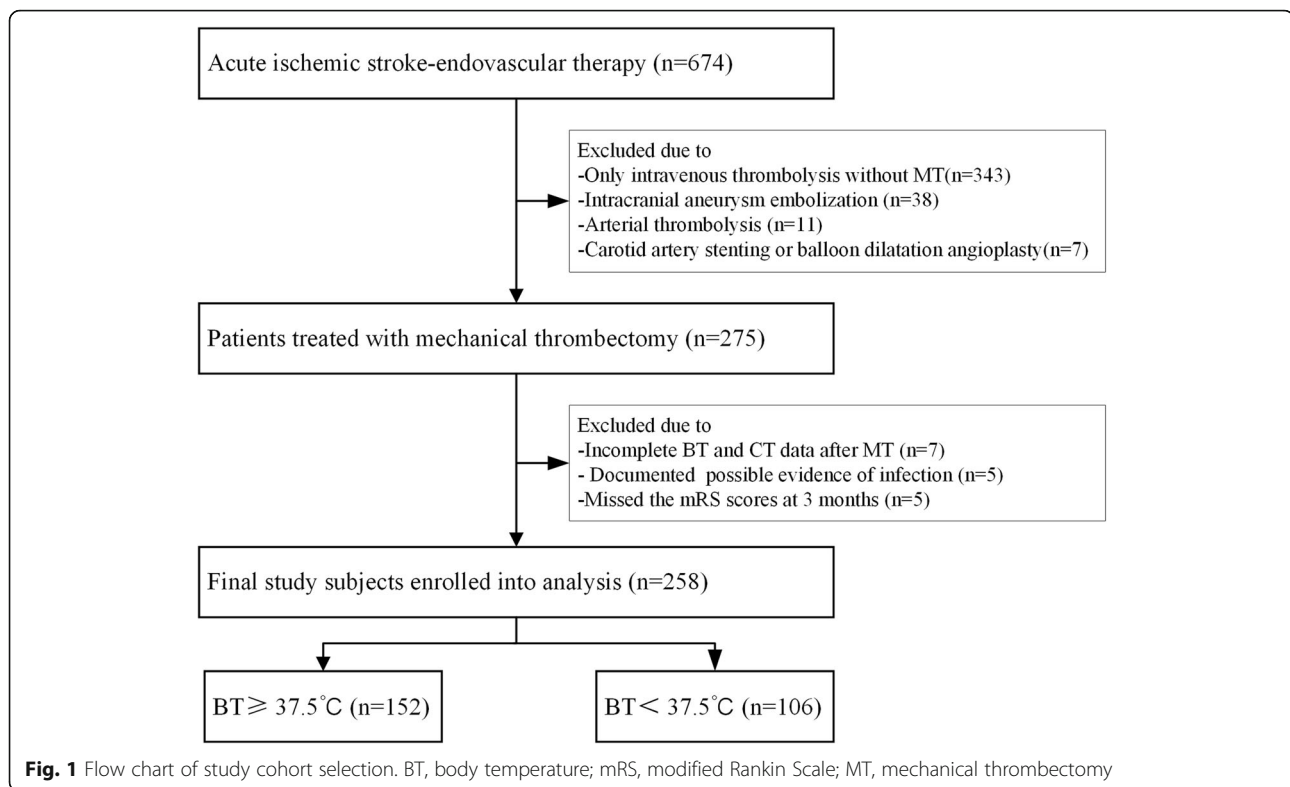 Acute ischemic stroke-endovascular therapy (n=674)
Excluded due to
-Only intravenous thrombolysis without MT(n=343)
-Intracranial aneurysm embolization (n=38)
-Arterial thrombolysis (n=11)
-Carotid artery stenting or balloon dilatation angioplasty(n=7)
Patients treated with mechanical thrombectomy (n=275)
Excluded due to
-Incomplete BT and CT data after MT (n=7)
- Documented possible evidence of infection (n=5)
-Missed the mRS scores at 3 months (n=5)
Final study subjects enrolled into analysis (n=258)
BT≥ 37.5℃ (n=152)
BT< 37.5℃ (n=106)
Fig. 1 Flow chart of study cohort selection. BT, body temperature; mRS, modified Rankin Scale; MT, mechanical thrombectomy